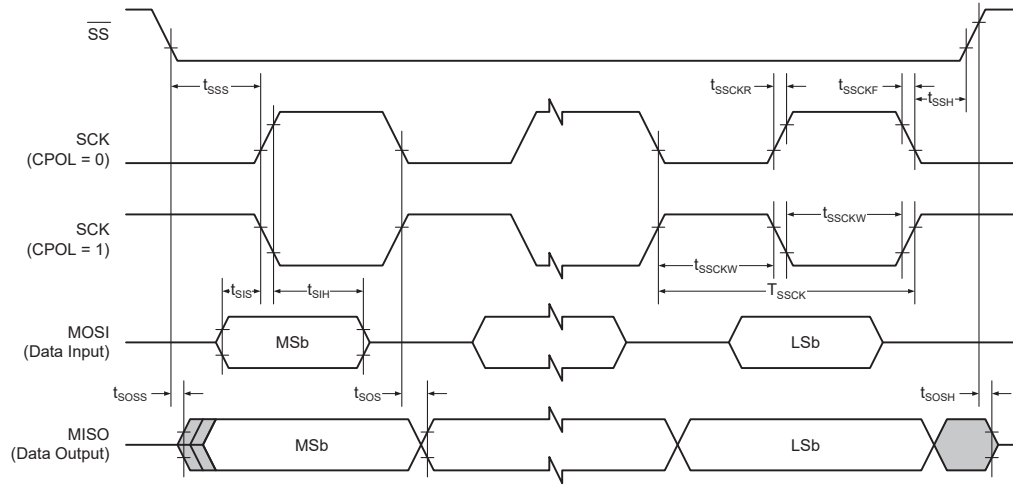 SS
tSSS
tSSCKR
tSSCKF
tSSH
SCK
(CPOL = 0)
SCK
(CPOL = 1)
tSSCKW
tSSCKW
TSSCK
tSIS
tSIH
MOSI
(Data Input)
MSb
LSb
tSOSS
tSOS
tSOSH
MISO
(Data Output)
MSb
LSb